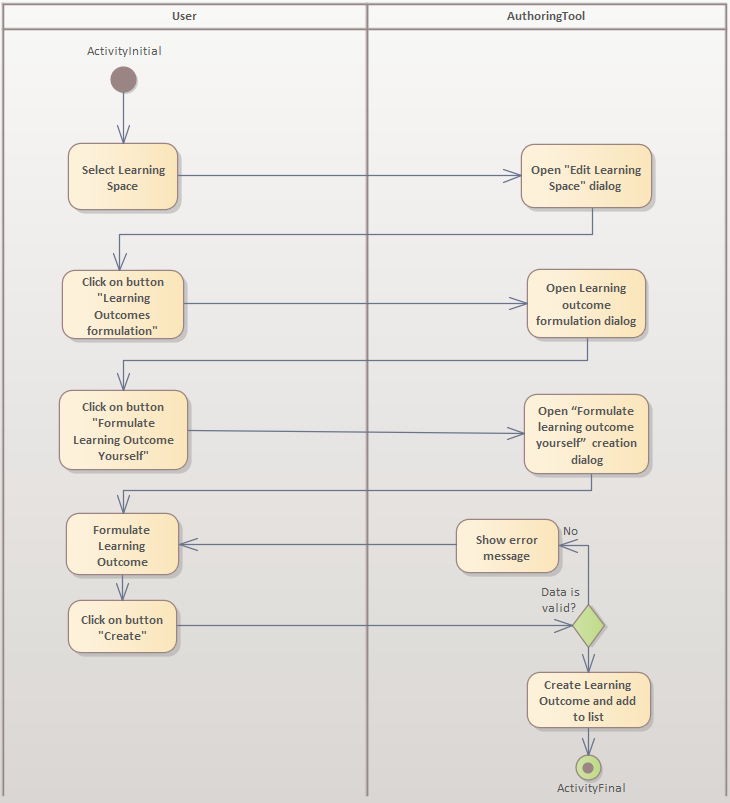 User
AuthoringTool
ActivityInitial
Select Learning
Space
Open "Edit Learning
Space" dialog
Click on button
"Learning
Outcomes
formulation"
Open Learning
outcome
formulation dialog
Click on button
"Formulate
Learning Outcome
Yourself"
Open “Formulate
learning outcome
yourself” creation
dialog
Formulate
Learning
Outcome
Show error
message
No
Data is
valid?
Click on button
"Create"
Create Learning
Outcome and add
to list
ActivityFinal